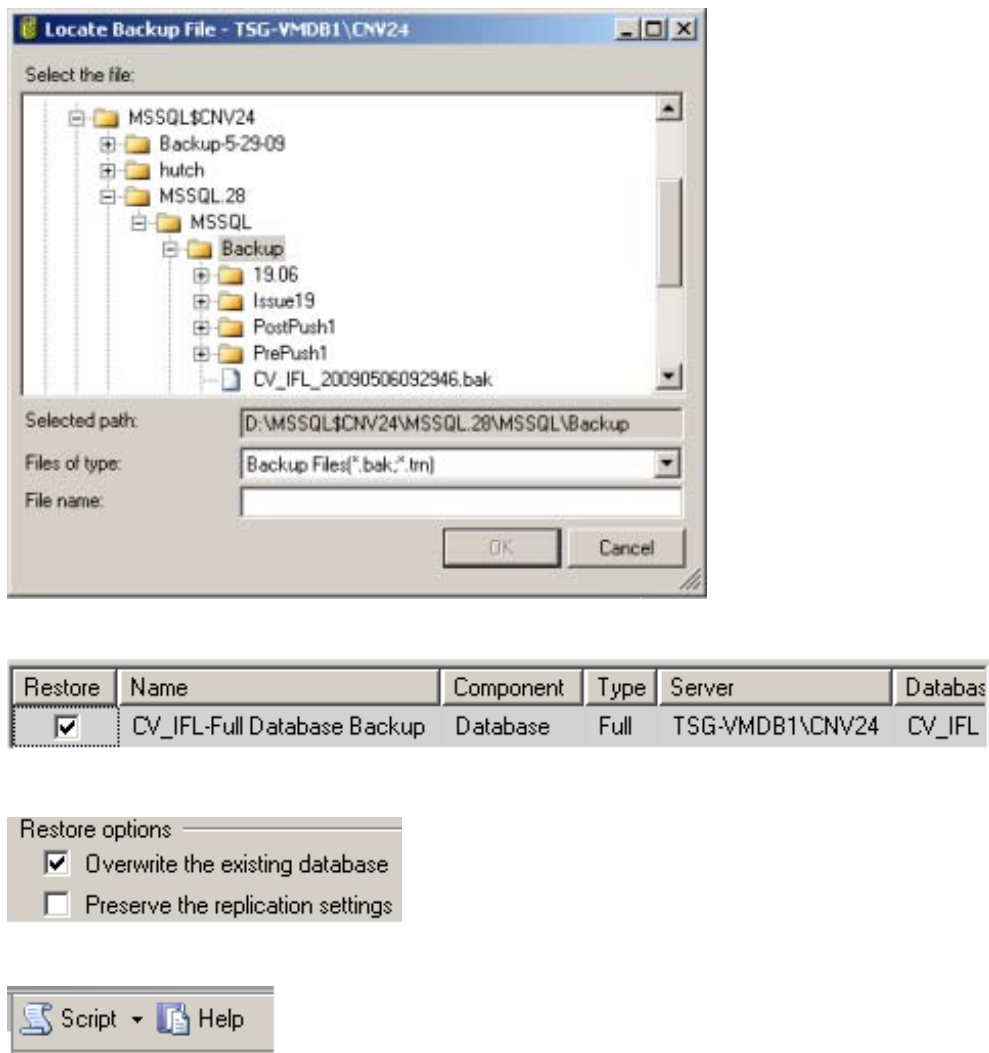 Locate Backup File - TSG-VMDB1\CNV24
Select the file:
MSSQL$CNV24
Backup-5-29-09
hutch
MSSQL.28
MSSQL
Backup
19.06
Issue19
PostPush1
PrePush1
CV_IFL_20090506092946.bak
Selected path: D:\MSSQL$CNV24\MSSQL.28\MSSQL\Backup
Files of type: Backup Files(*.bak;*.trn)
File name:
OK Cancel
Restore Name Component Type Server Databas
CV_IFL-Full Database Backup Database Full TSG-VMDB1\CNV24 CV_IFL
Restore options
Overwrite the existing database
Preserve the replication settings
Script Help